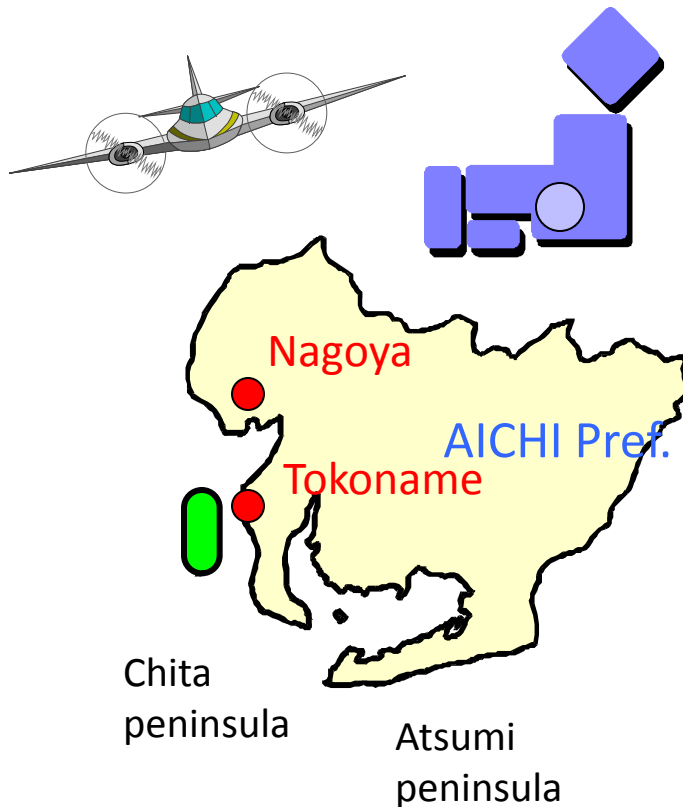 Nagoya
AICHI Pref.
Tokoname
Chita
peninsula
Atsumi
peninsula